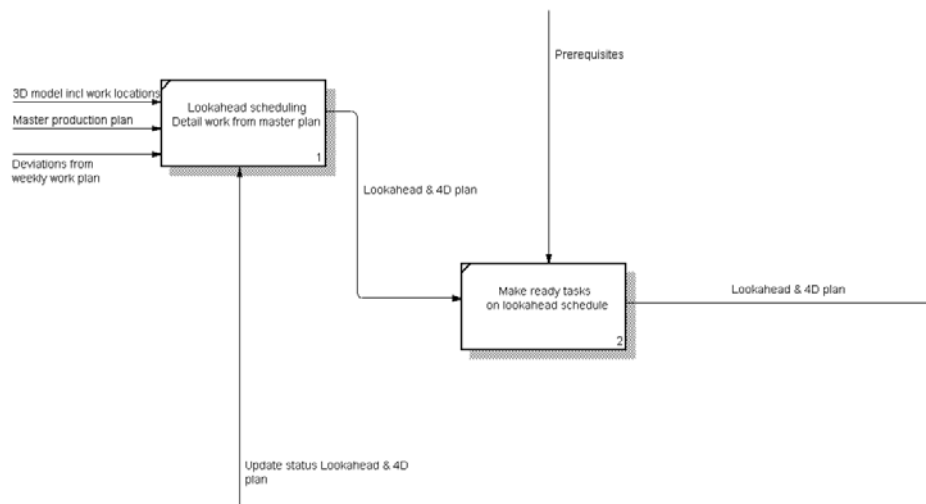 Prerequisites
3D model incl work locations
Master production plan
Deviations from
weekly work plan
Lookahead scheduling
Detail work from master plan
1
Lookahead & 4D plan
Make ready tasks
on lookahead schedule
2
Lookahead & 4D plan
Update status Lookahead & 4D
plan